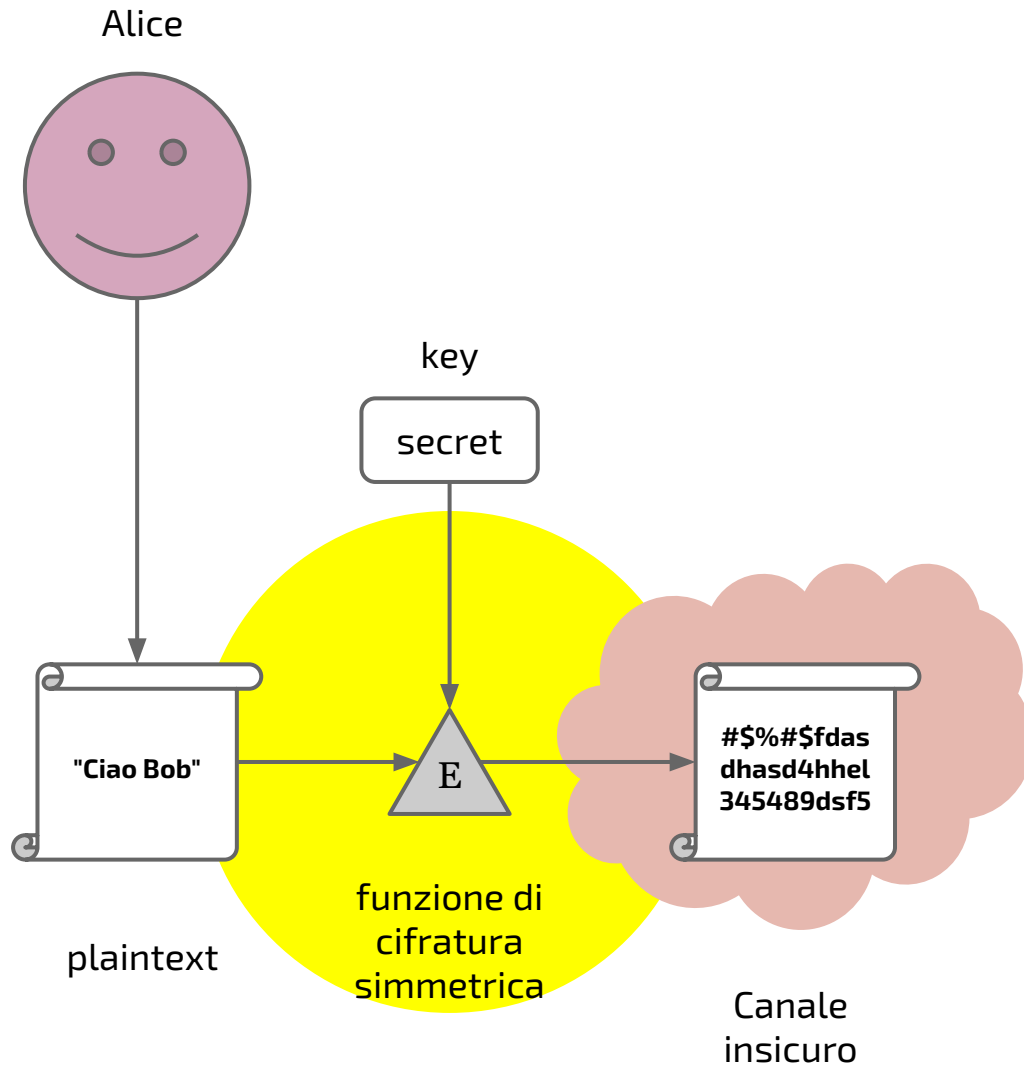 Alice
key
secret
"Ciao Bob"
E
#$%#$fdas
dhasd4hhel
345489dsf5
plaintext
funzione di
cifratura
simmetrica
Canale
insicuro